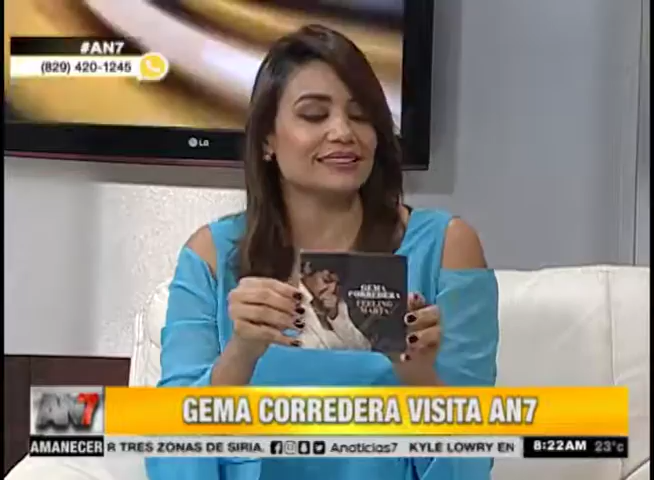 #AN7
(829) 420-1245
LG
GEMA
CORREDERA
FEELING
MARTA
AN7
AMANECER
GEMA CORREDERA VISITA AN7
R TRES ZONAS DE SIRIA.
Anoticias7
KYLE LOWRY EN
8:22AM 23°c